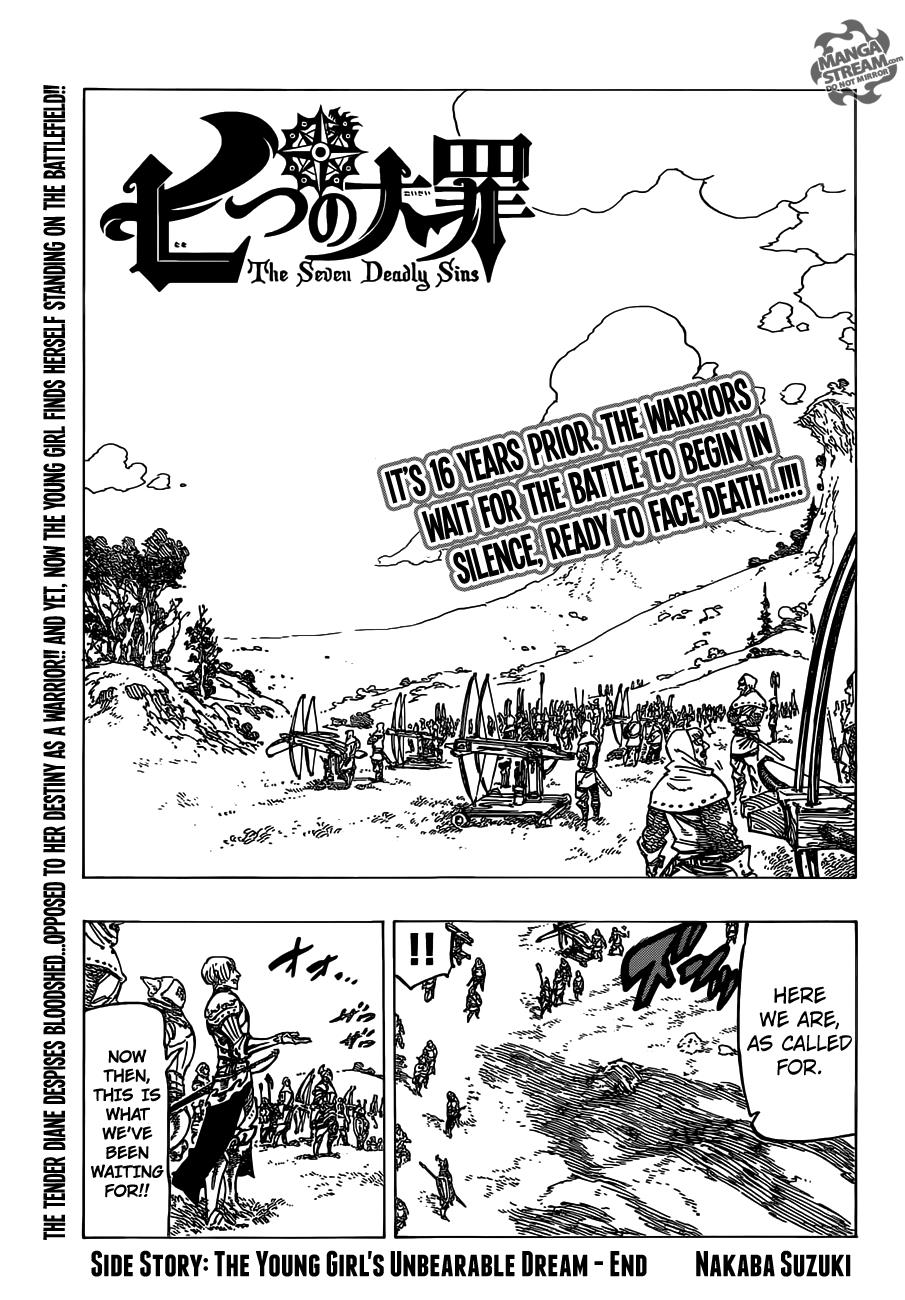 MANGA
STREAM.com
DO NOT MIRROR
THE TENDER DIANE DESPISES BLOODSHED...OPPOSED TO HER DESTINY AS A WARRIOR!! AND YET, NOW THE YOUNG GIRL FINDS HERSELF STANDING ON THE BATTLEFIELD!!
七つの大罪
The Seven Deadly Sins
IT'S 16 YEARS PRIOR. THE WARRIORS
WAIT FOR THE BATTLE TO BEGIN IN
SILENCE, READY TO FACE DEATH......!!!
HERE
WE ARE,
AS CALLED
FOR.
ズン
!!
NOW
THEN,
THIS IS
WHAT
WE'VE
BEEN
WAITING
FOR!!
SIDE STORY: THE YOUNG GIRL'S UNBEARABLE DREAM - END
NAKABA SUZUKI